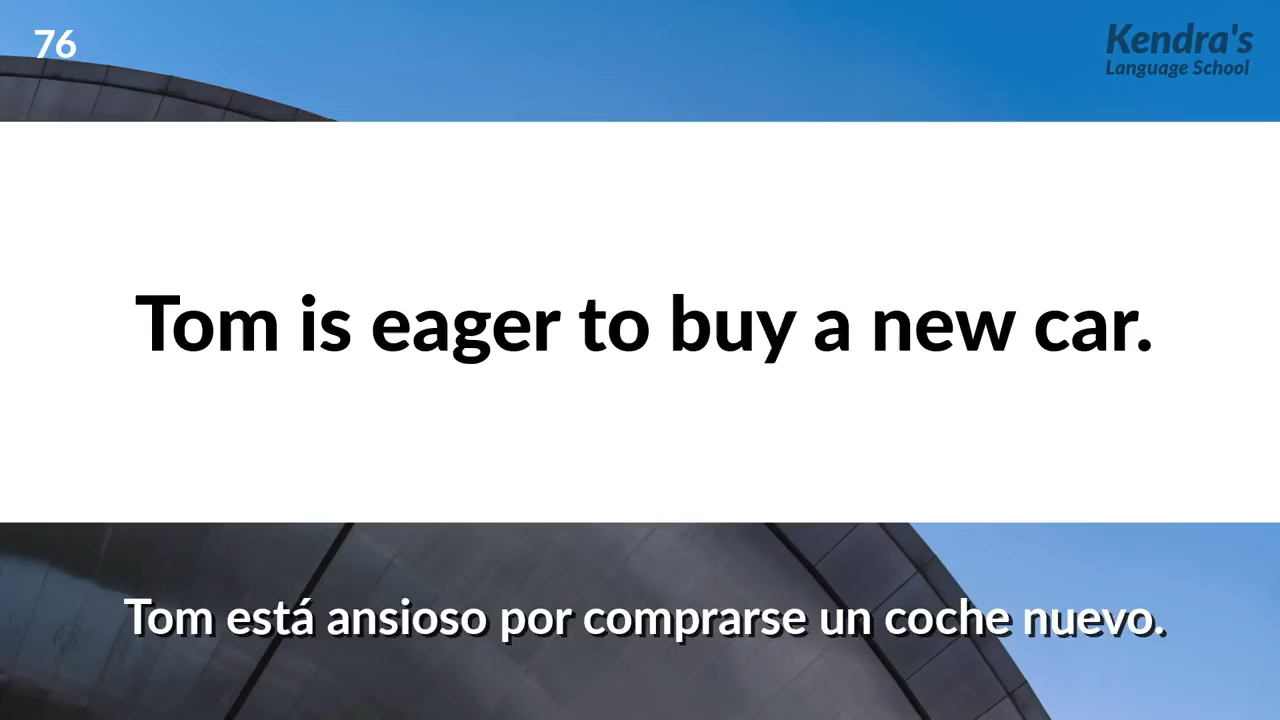 76
Kendra's
Language School
Tom is eager to buy a new car.
Tom está ansioso por comprarse un coche nuevo.